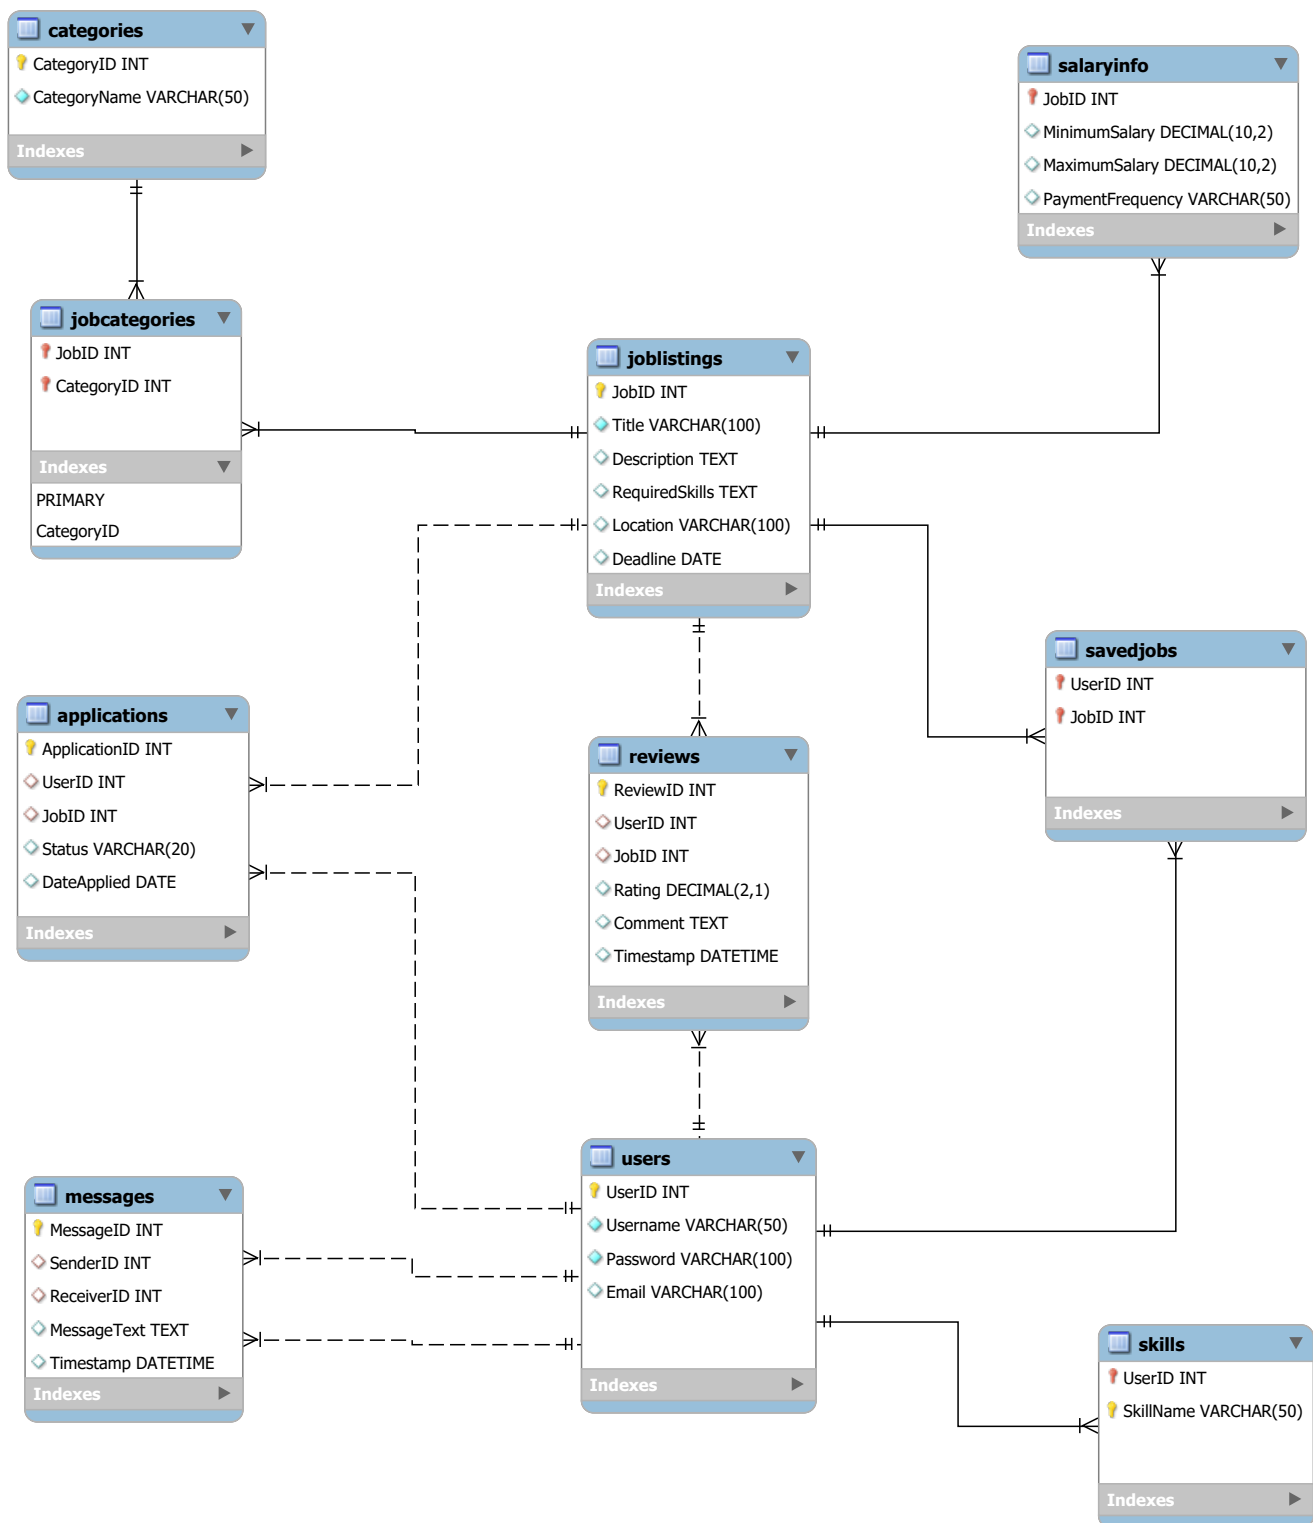 categories
CategoryID INT
CategoryName VARCHAR(50)
Indexes
salaryinfo
JobID INT
MinimumSalary DECIMAL(10,2)
MaximumSalary DECIMAL(10,2)
PaymentFrequency VARCHAR(50)
Indexes
jobcategories
JobID INT
CategoryID INT
Indexes
PRIMARY
CategoryID
joblistings
JobID INT
Title VARCHAR(100)
Description TEXT
RequiredSkills TEXT
Location VARCHAR(100)
Deadline DATE
Indexes
savedjobs
UserID INT
JobID INT
Indexes
applications
ApplicationID INT
UserID INT
JobID INT
Status VARCHAR(20)
DateApplied DATE
Indexes
reviews
ReviewID INT
UserID INT
JobID INT
Rating DECIMAL(2,1)
Comment TEXT
Timestamp DATETIME
Indexes
users
UserID INT
Username VARCHAR(50)
Password VARCHAR(100)
Email VARCHAR(100)
Indexes
messages
MessageID INT
SenderID INT
ReceiverID INT
MessageText TEXT
Timestamp DATETIME
Indexes
skills
UserID INT
SkillName VARCHAR(50)
Indexes